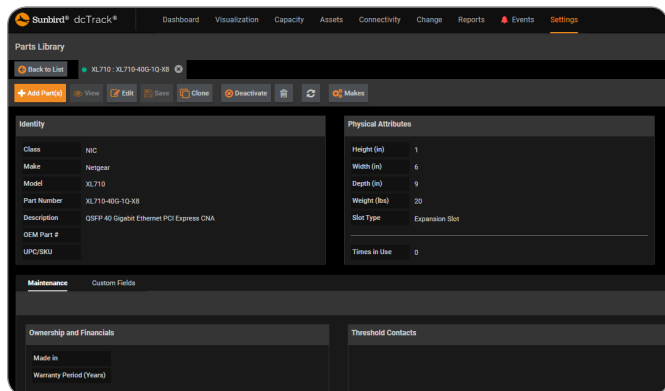 Sunbird® dcTrack®
Dashboard Visualization Capacity Assets Connectivity Change Reports Events Settings
Parts Library
Back to List XL710 : XL710-40G-1Q-X8
Add Part(s) View Edit Save Clone Deactivate Makes
Identity
Class NIC
Make Netgear
Model XL710
Part Number XL710-40G-1Q-X8
Description QSFP 40 Gigabit Ethernet PCI Express CNA
OEM Part #
UPC/SKU
Physical Attributes
Height (in) 1
Width (in) 6
Depth (in) 9
Weight (lbs) 20
Slot Type Expansion Slot
Times in Use 0
Maintenance Custom Fields
Ownership and Financials
Made in
Warranty Period (Years)
Threshold Contacts